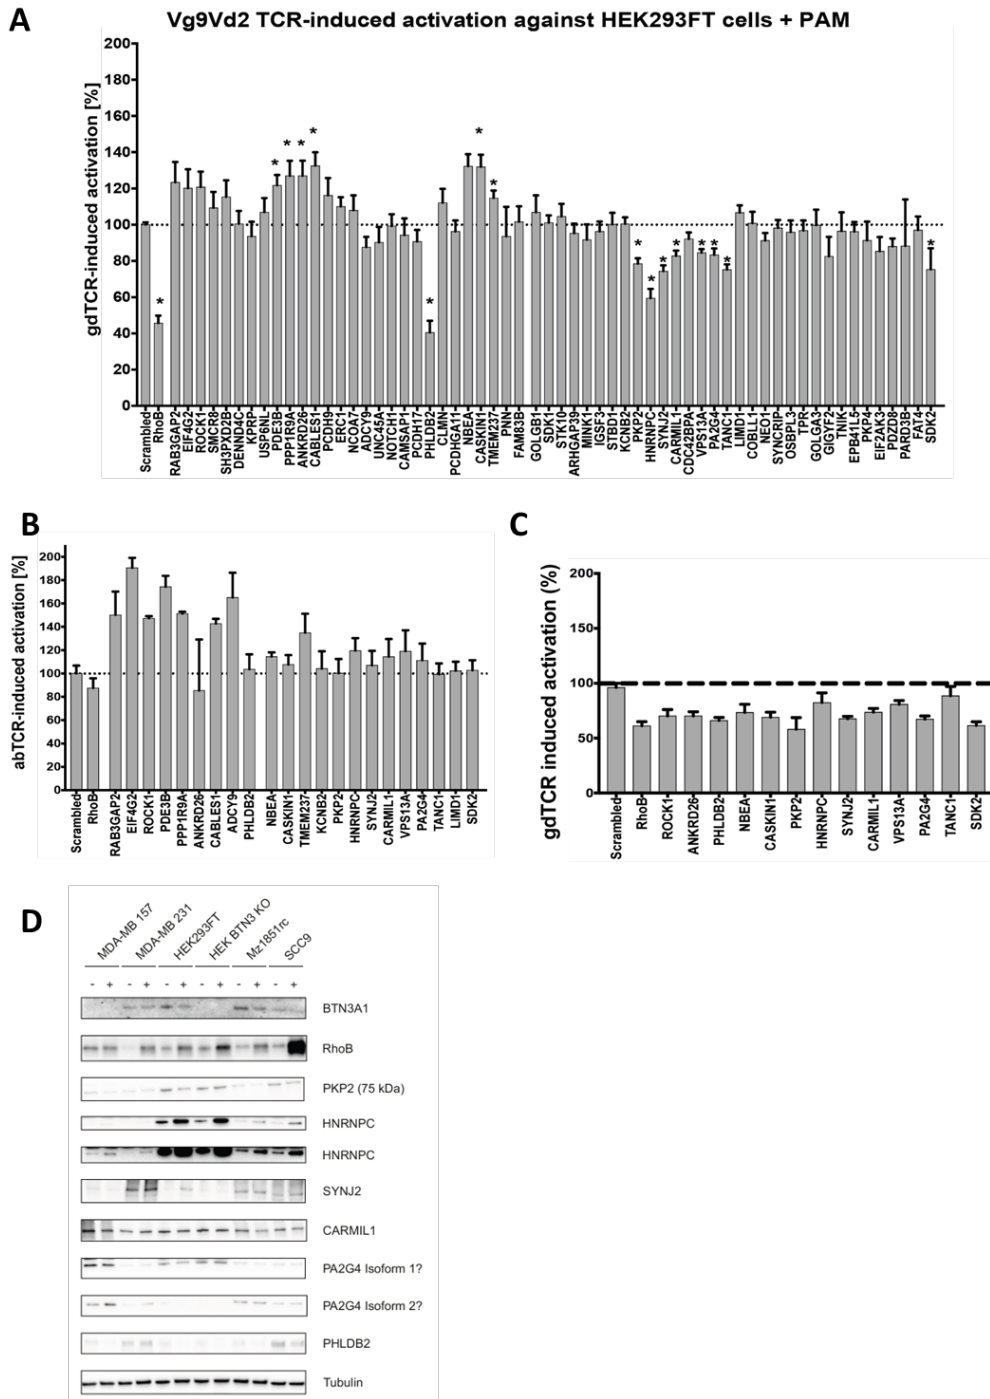 A
Vg9Vd2 TCR-induced activation against HEK293FT cells + PAM
gdTCR-induced activation [%]
200
180
160
140
120
100
80
60
40
20
0
* * * * * * * * * * * * * * * * *
Scrambled
RhoB
RAB3GAP2
EIF4G2
ROCK1
SMCR8
SH3PXD2B
DENND4C
KPRP
USP6NL
PDE3B
PPP1R9A
ANKRD26
CABLES1
PCDH9
ERC1
NCOA7
ADCY9
UNC45A
NOTCH1
CAMSAP1
PCDH17
PHLDB2
CLMN
PCDHGA11
NBEA
CASKIN1
TMEM237
PNN
FAM83B
GOLGB1
SBK1
STK10
ARHGAP39
MINK1
IGSF3
STBD1
KCNB2
PKP2
HNRNPC
SYNJ2
CARMIL1
CDC42BPA
VPS13A
PA2G4
TANC1
LIMD1
COBLL1
NEO1
SYNCRIP
OSBPL3
TPR
GOLGA3
GIGYF2
TNIK
EPB41L5
PKP4
EIF2AK3
PDZD8
PARD3B
FAT4
SDK2
B
abTCR-induced activation [%]
200
180
160
140
120
100
80
60
40
20
0
Scrambled
RhoB
RAB3GAP2
EIF4G2
ROCK1
PDE3B
PPP1R9A
ANKRD26
CABLES1
ADCY9
PHLDB2
NBEA
CASKIN1
TMEM237
KCNB2
PKP2
HNRNPC
SYNJ2
CARMIL1
VPS13A
PA2G4
TANC1
LIMD1
SDK2
C
gdTCR induced activation (%)
200
150
100
50
0
Scrambled
RhoB
ROCK1
ANKRD26
PHLDB2
NBEA
CASKIN1
PKP2
HNRNPC
SYNJ2
CARMIL1
VPS13A
PA2G4
TANC1
SDK2
D
MDA-MB 157
MDA-MB 231
HEK293FT
HEK BTN3 KO
Mz1851rc
SCC9
- + - + - + - + - + - +
BTN3A1
RhoB
PKP2 (75 kDa)
HNRNPC
HNRNPC
SYNJ2
CARMIL1
PA2G4 Isoform 1?
PA2G4 Isoform 2?
PHLDB2
Tubulin